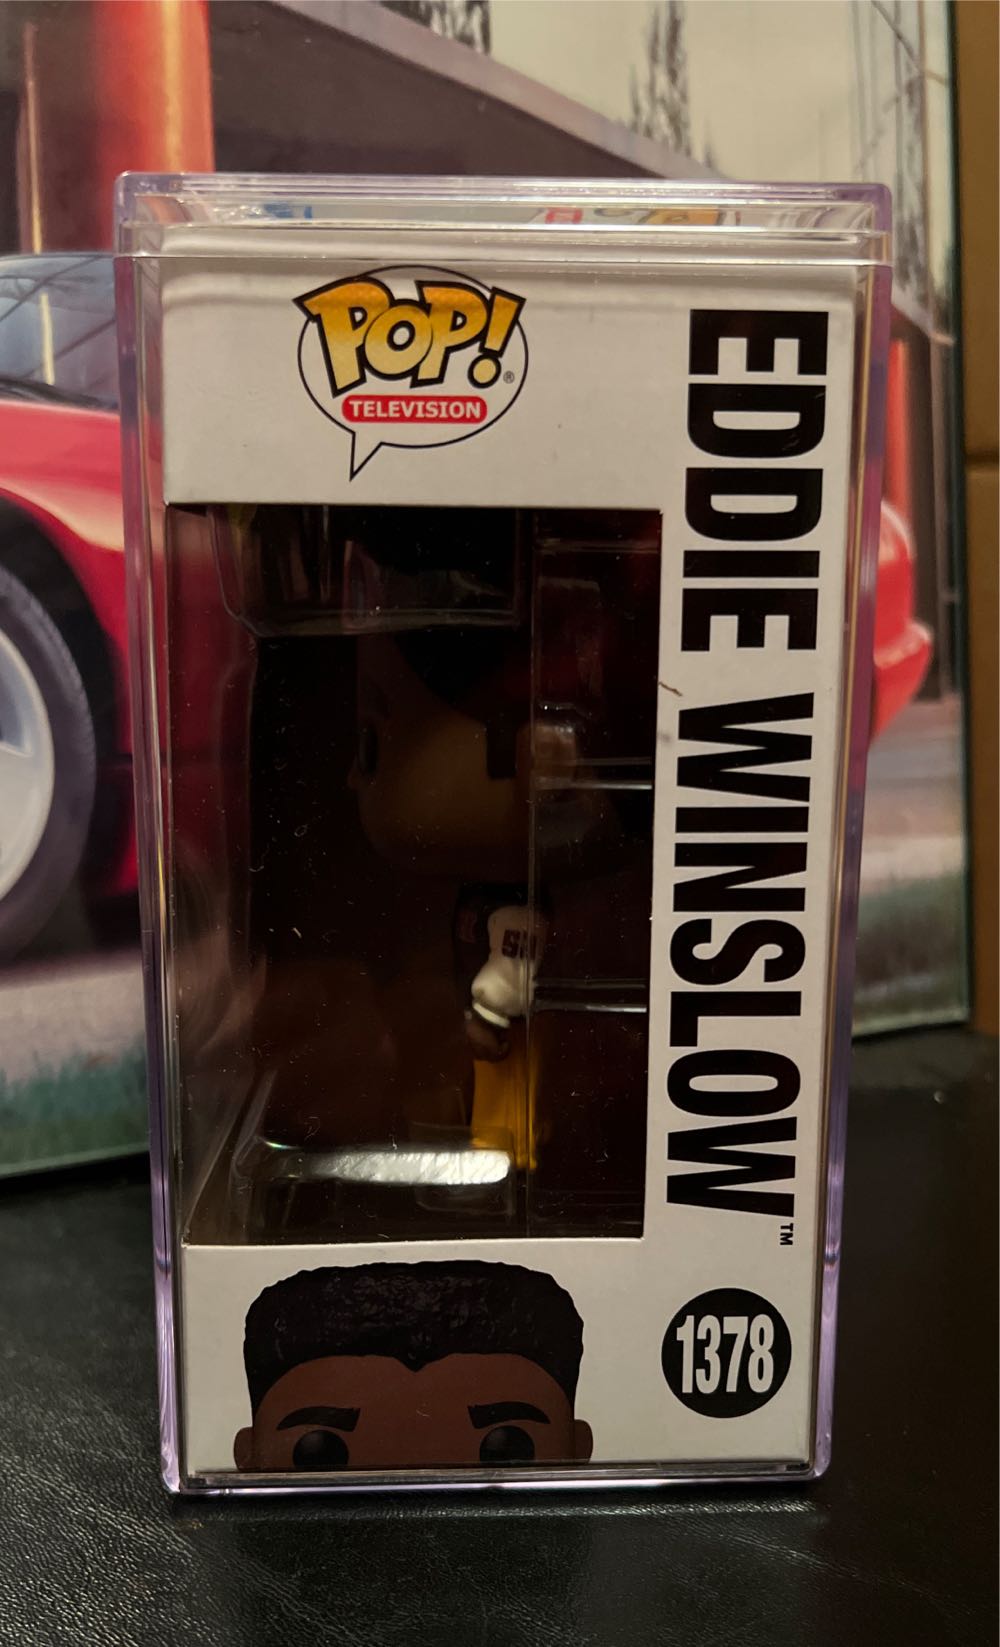 POP!
®
TELEVISION
EDDIE WINSLOW™
1378